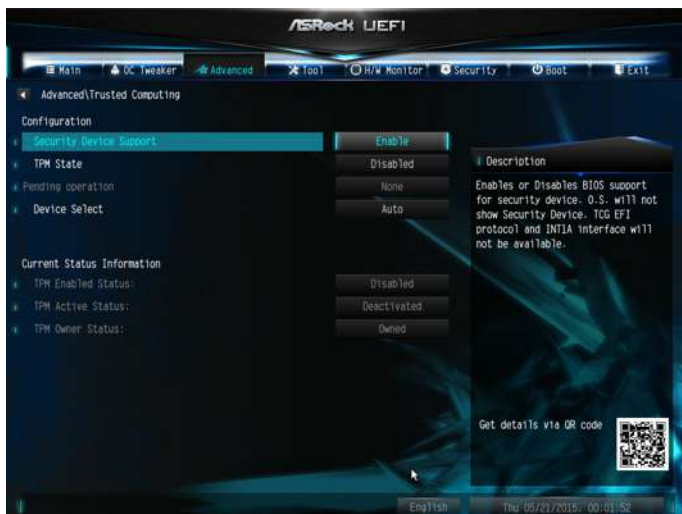 ASRock UEFI
Main OC Tweaker Advanced Tool H/W Monitor Security Boot Exit
Advanced\Trusted Computing
Configuration
Security Device Support Enable
TPM State Disabled
Pending operation None
Device Select Auto
Current Status Information
TPM Enabled Status: Disabled
TPM Active Status: Deactivated
TPM Owner Status: Owned
Description
Enables or Disables BIOS support
for security device. O.S. will not
show Security Device. TCG EFI
protocol and INT1A interface will
not be available.
Get details via QR code
English Thu 05/21/2015. 00:01:52